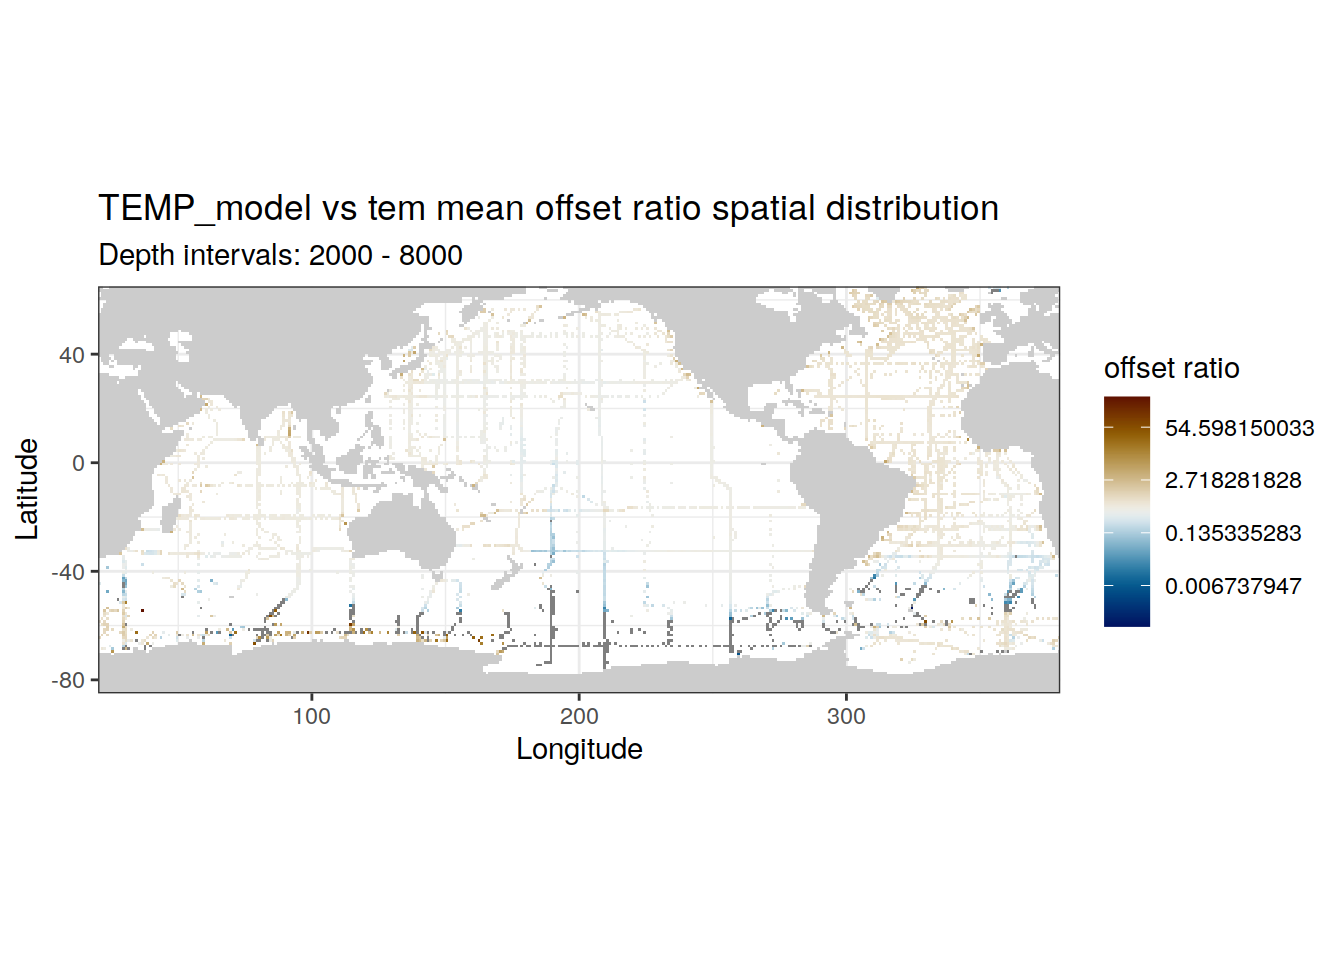 TEMP_model vs tem mean offset ratio spatial distribution
Depth intervals: 2000 - 8000
offset ratio
54.598150033
2.718281828
0.135335283
0.006737947
40
0
-40
-80
Latitude
100 200 300
Longitude